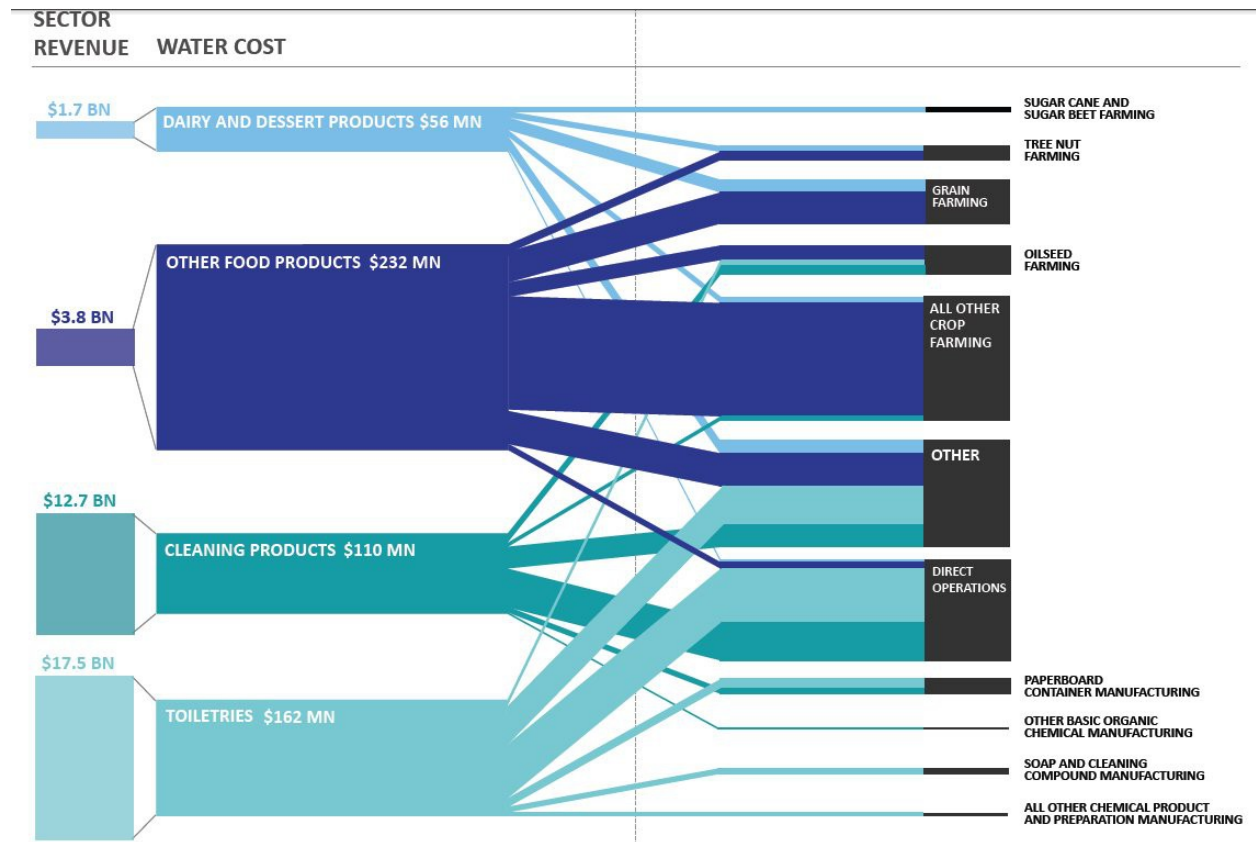 SECTOR
REVENUE WATER COST
$1.7 BN
DAIRY AND DESSERT PRODUCTS $56 MN
SUGAR CANE AND
SUGAR BEET FARMING
TREE NUT
FARMING
GRAIN
FARMING
OTHER FOOD PRODUCTS $232 MN
OILSEED
FARMING
$3.8 BN
ALL OTHER
CROP
FARMING
OTHER
$12.7 BN
CLEANING PRODUCTS $110 MN
DIRECT
OPERATIONS
$17.5 BN
TOILETRIES $162 MN
PAPERBOARD
CONTAINER MANUFACTURING
OTHER BASIC ORGANIC
CHEMICAL MANUFACTURING
SOAP AND CLEANING
COMPOUND MANUFACTURING
ALL OTHER CHEMICAL PRODUCT
AND PREPARATION MANUFACTURING